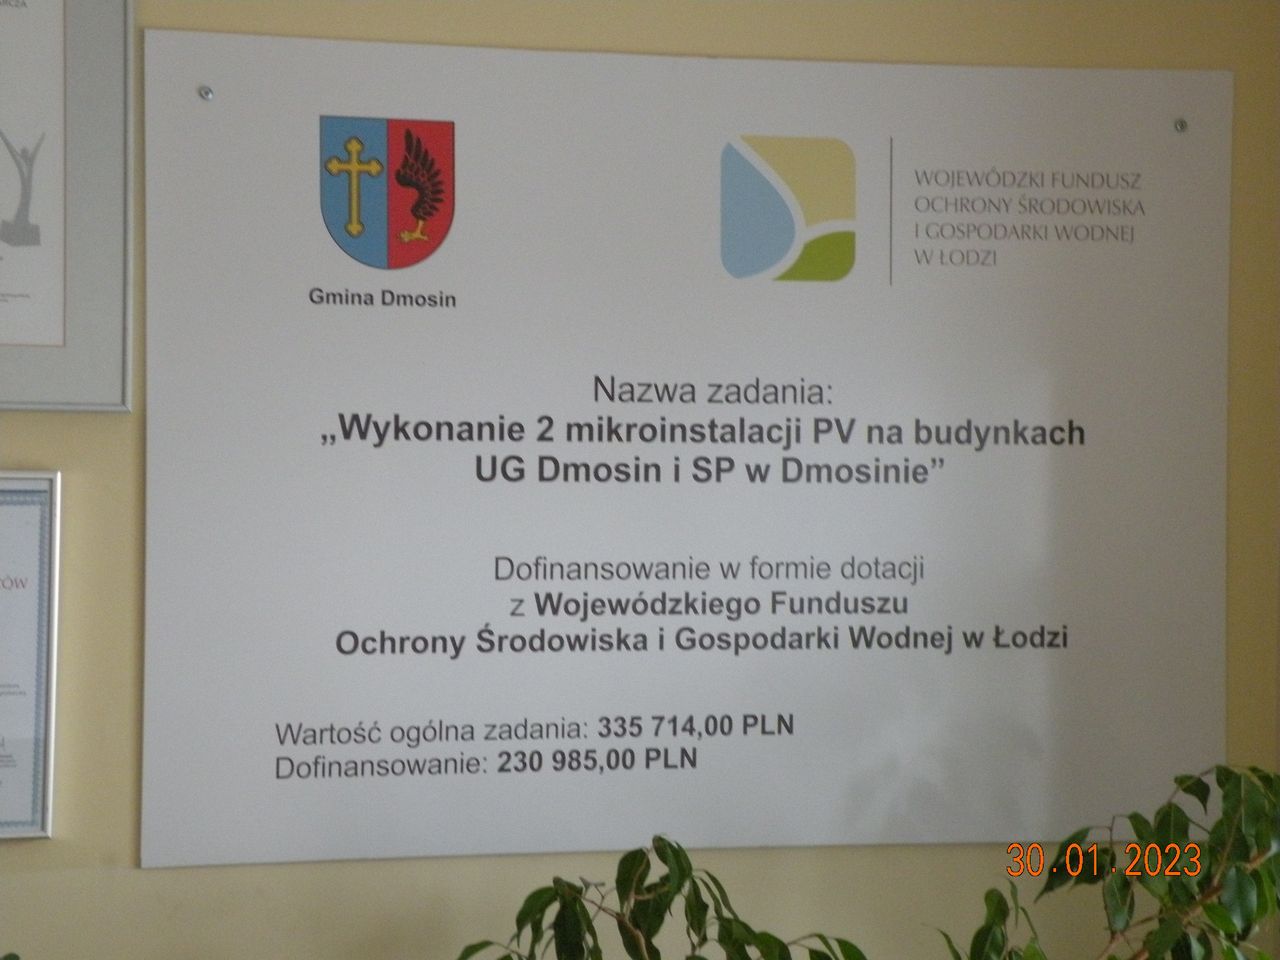 Gmina Dmosin
WOJEWÓDZKI FUNDUSZ
OCHRONY ŚRODOWISKA
I GOSPODARKI WODNEJ
W ŁODZI
Nazwa zadania:
„Wykonanie 2 mikroinstalacji PV na budynkach
UG Dmosin i SP w Dmosinie”
Dofinansowanie w formie dotacji
z Wojewódzkiego Funduszu
Ochrony Środowiska i Gospodarki Wodnej w Łodzi
Wartość ogólna zadania: 335 714,00 PLN
Dofinansowanie: 230 985,00 PLN
30.01.2023